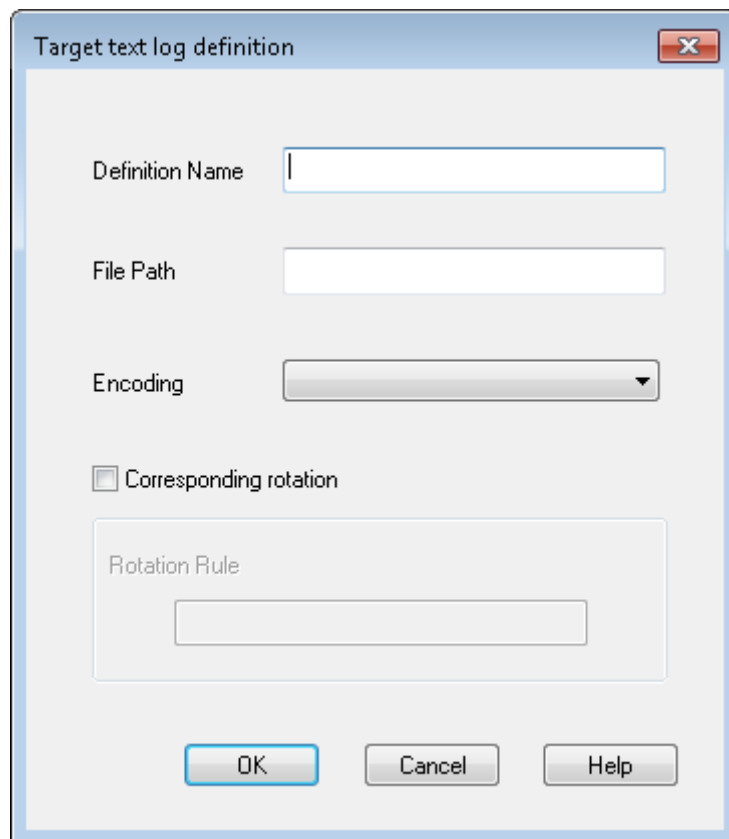 Target text log definition
Definition Name
File Path
Encoding
Corresponding rotation
Rotation Rule
OK Cancel Help